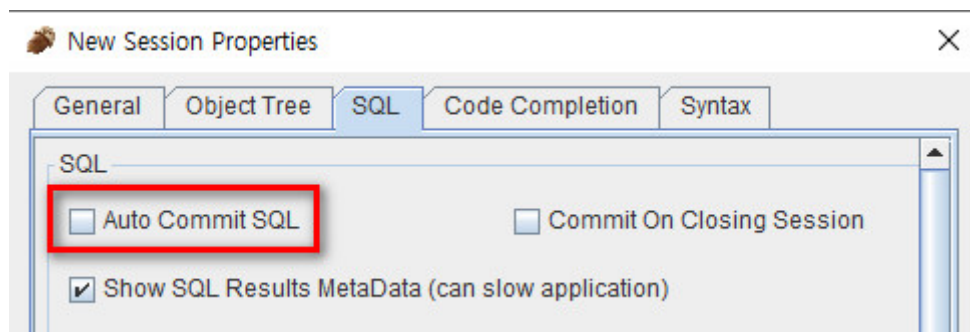 New Session Properties
General Object Tree SQL Code Completion Syntax
SQL
Auto Commit SQL Commit On Closing Session
Show SQL Results MetaData (can slow application)